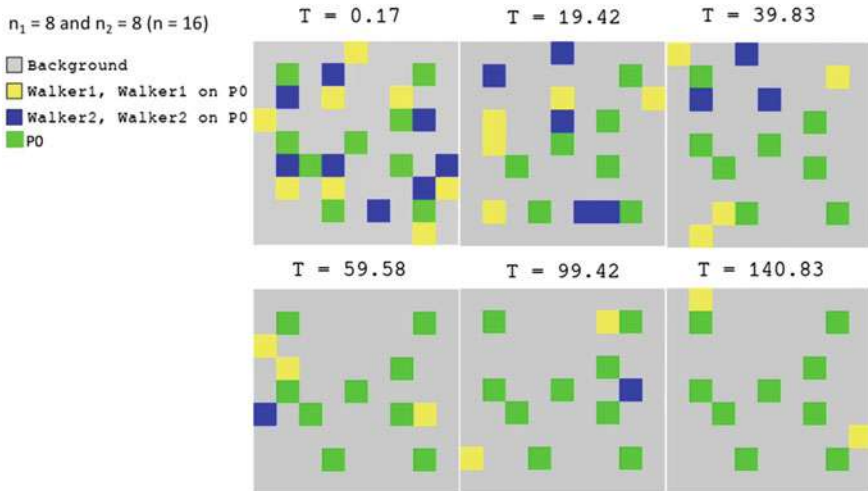 n₁ = 8 and n₂ = 8 (n = 16)
Background
Walker1, Walker1 on P0
Walker2, Walker2 on P0
P0
T = 0.17
T = 19.42
T = 39.83
T = 59.58
T = 99.42
T = 140.83